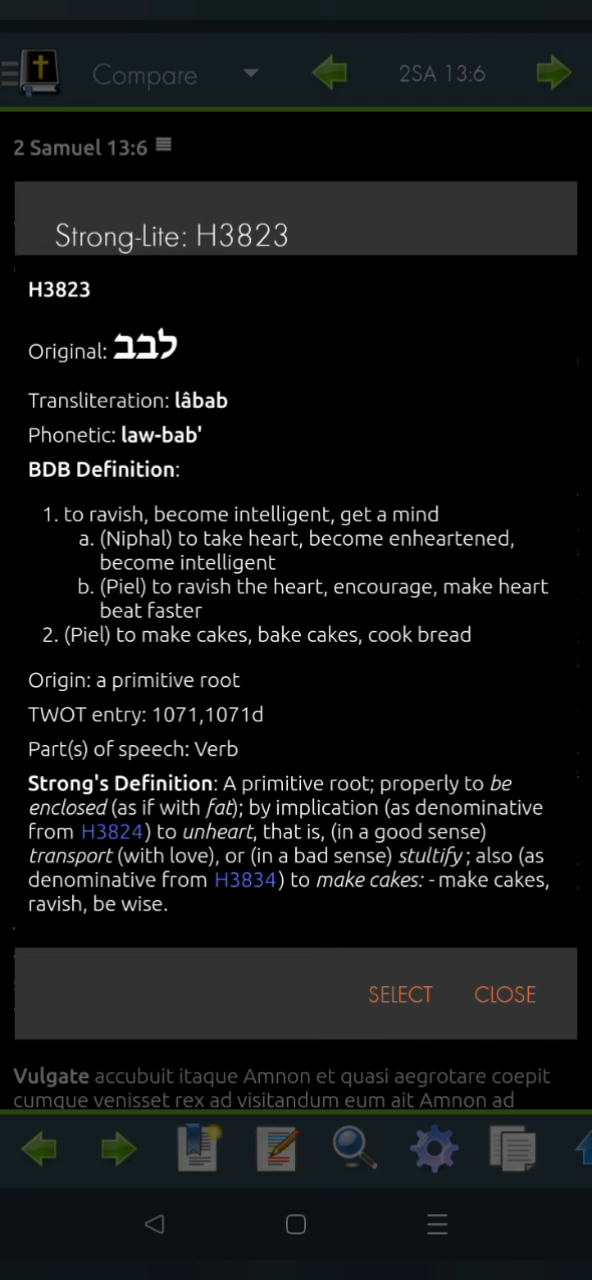 Compare
2SA 13:6
2 Samuel 13:6
Strong-Lite: H3823
H3823
Original: לבב
Transliteration: lâbab
Phonetic: law-bab'
BDB Definition:
1. to ravish, become intelligent, get a mind
a. (Niphal) to take heart, become enheartened,
become intelligent
b. (Piel) to ravish the heart, encourage, make heart
beat faster
2. (Piel) to make cakes, bake cakes, cook bread
Origin: a primitive root
TWOT entry: 1071,1071d
Part(s) of speech: Verb
Strong's Definition: A primitive root; properly to be
enclosed (as if with fat); by implication (as denominative
from H3824) to unheart, that is, (in a good sense)
transport (with love), or (in a bad sense) stultify; also (as
denominative from H3834) to make cakes: - make cakes,
ravish, be wise.
SELECT CLOSE
Vulgate accubuit itaque Amnon et quasi aegrotare coepit
cumque venisset rex ad visitandum eum ait Amnon ad